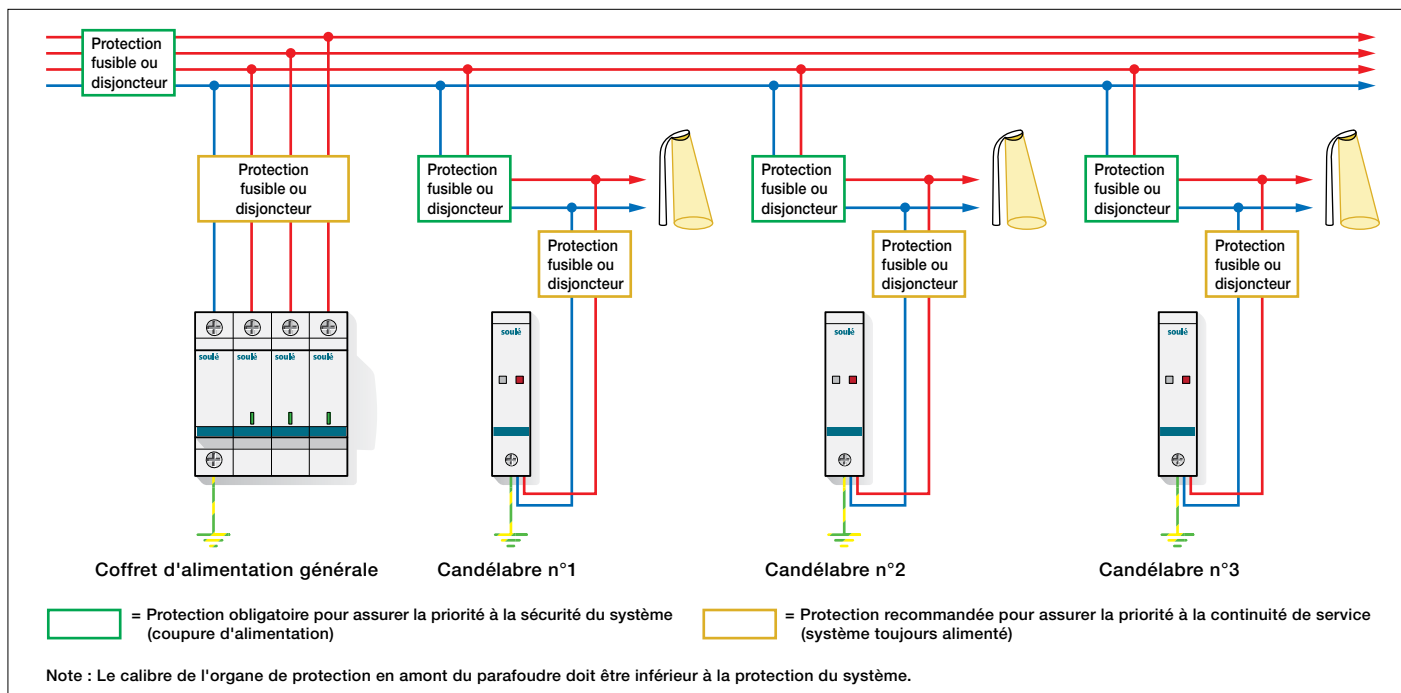 Protection
fusible ou
disjoncteur
Protection
fusible ou
disjoncteur
Protection
fusible ou
disjoncteur
Protection
fusible ou
disjoncteur
Protection
fusible ou
disjoncteur
Protection
fusible ou
disjoncteur
Protection
fusible ou
disjoncteur
Protection
fusible ou
disjoncteur
soulé
soulé
soulé
soulé
soulé
soulé
soulé
Coffret d'alimentation générale
Candélabre n°1
Candélabre n°2
Candélabre n°3
= Protection obligatoire pour assurer la priorité à la sécurité du système
(coupure d'alimentation)
= Protection recommandée pour assurer la priorité à la continuité de service
(système toujours alimenté)
Note : Le calibre de l'organe de protection en amont du parafoudre doit être inférieur à la protection du système.